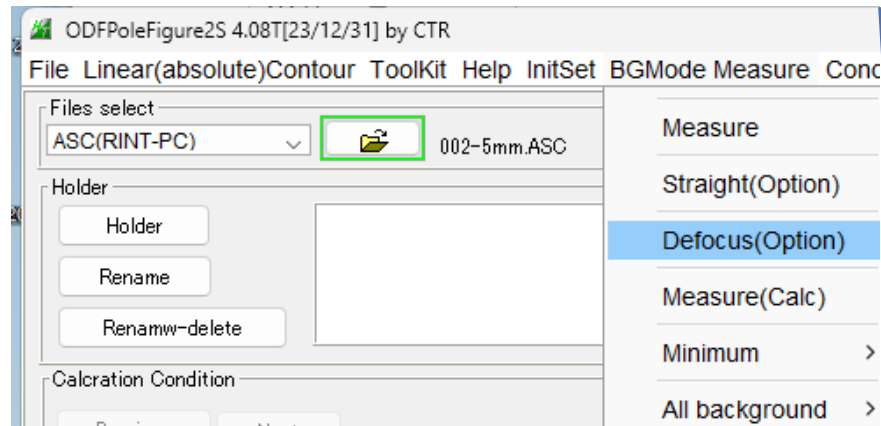 ODFPoleFigure2S 4.08T[23/12/31] by CTR
File Linear(absolute)Contour ToolKit Help InitSet BGMode Measure Conc
Files select
ASC(RINT-PC)
002-5mm.ASC
Holder
Holder
Rename
Renamw-delete
Calcration Condition
Measure
Straight(Option)
Defocus(Option)
Measure(Calc)
Minimum >
All background >